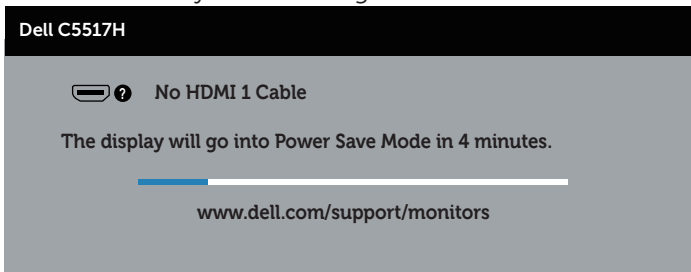 Dell C5517H
? No HDMI 1 Cable
The display will go into Power Save Mode in 4 minutes.
www.dell.com/support/monitors